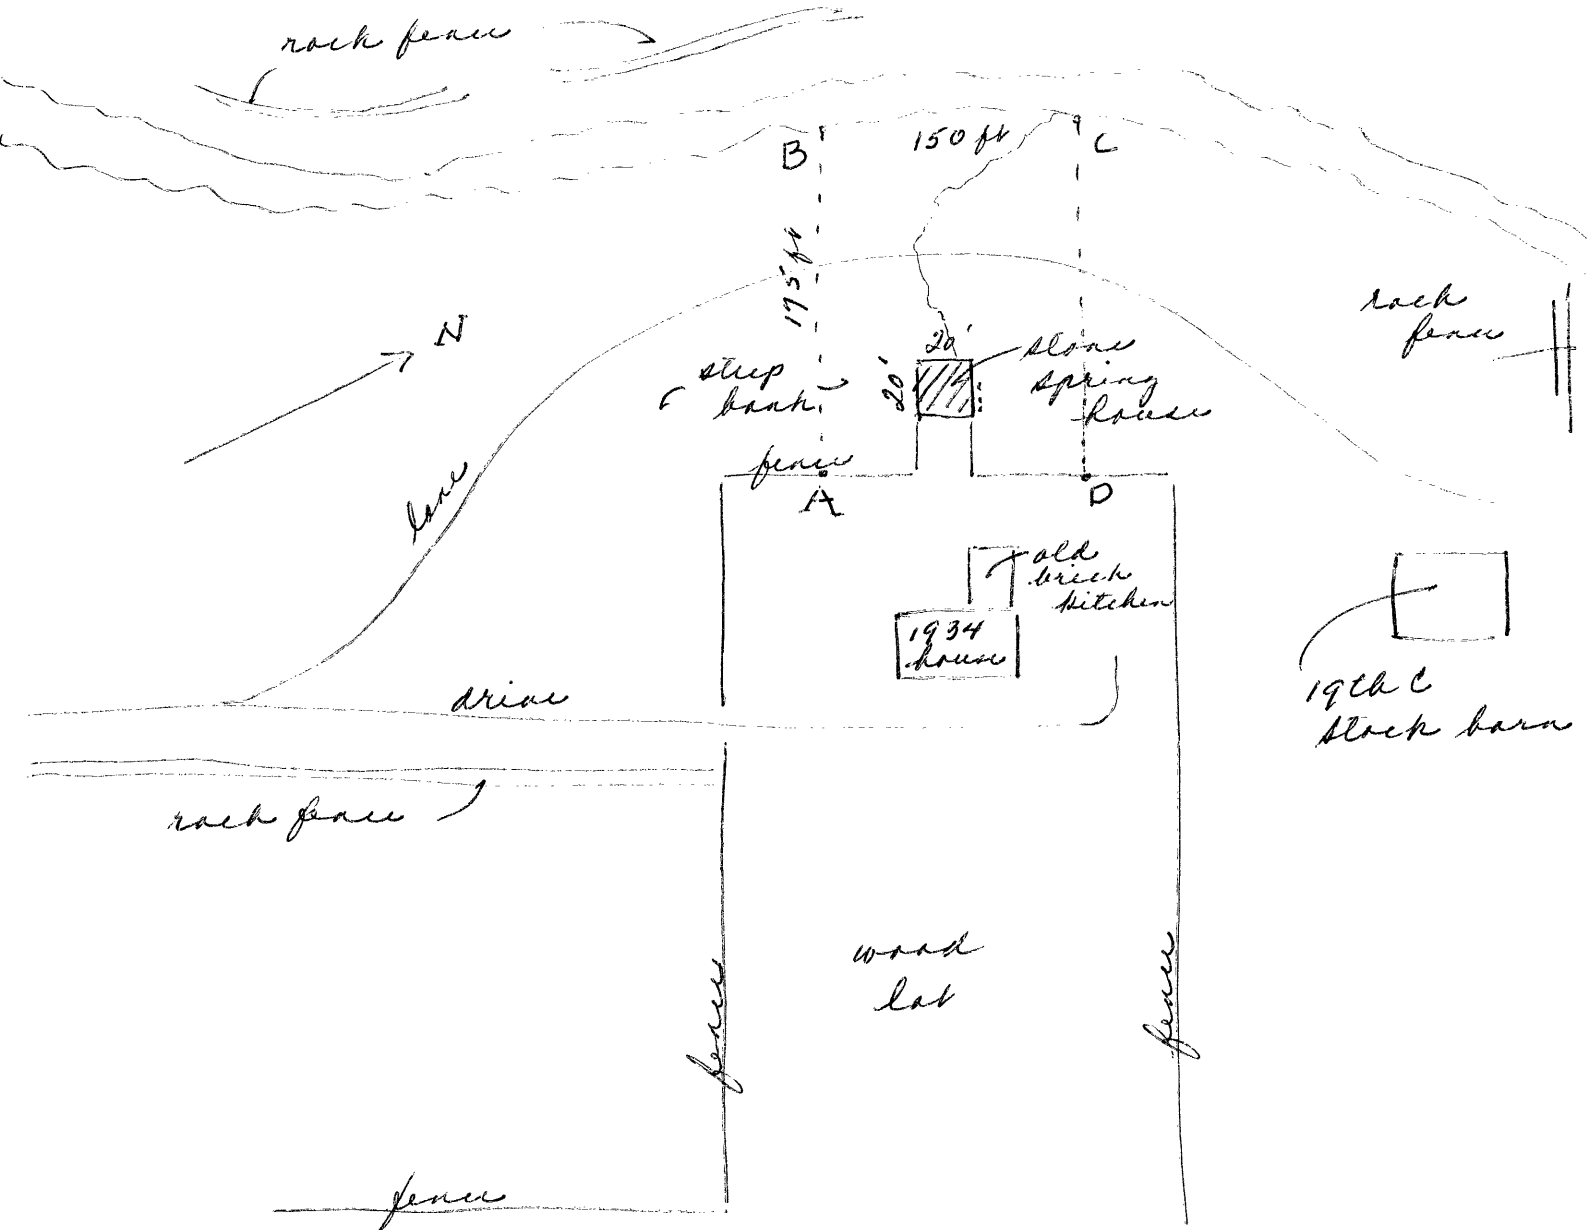 rock fence
B
150 ft
C
175 ft
N
rock
fence
20'
20'
stone
spring
house
steep
bank
fence
A
D
lane
old
brick
kitchen
1934
house
drive
19th C
stock barn
rock fence
wood
lot
fence
fence
fence